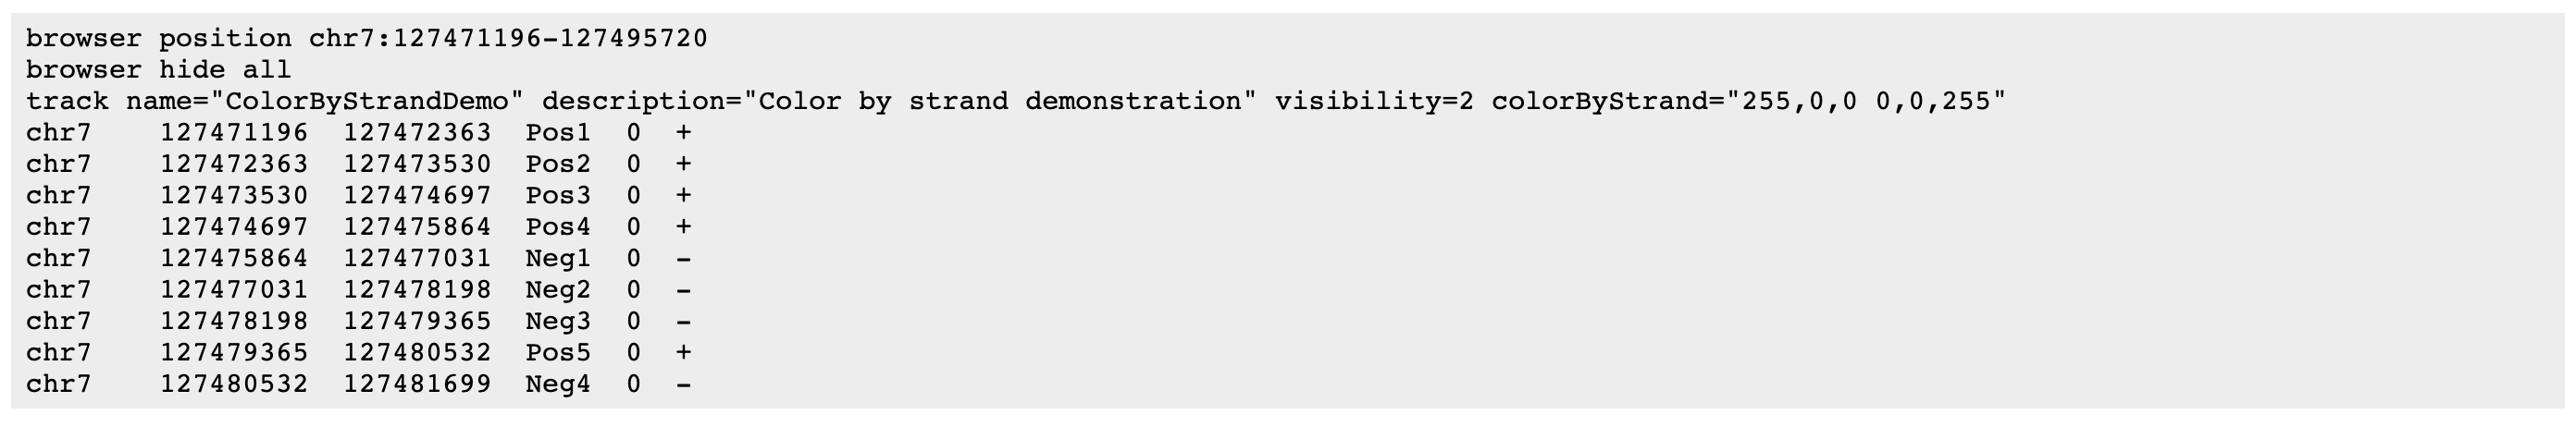 browser position chr7:127471196-127495720
browser hide all
track name="ColorByStrandDemo" description="Color by strand demonstration" visibility=2 colorByStrand="255,0,0 0,0,255"
chr7    127471196  127472363  Pos1  0  +
chr7    127472363  127473530  Pos2  0  +
chr7    127473530  127474697  Pos3  0  +
chr7    127474697  127475864  Pos4  0  +
chr7    127475864  127477031  Neg1  0  -
chr7    127477031  127478198  Neg2  0  -
chr7    127478198  127479365  Neg3  0  -
chr7    127479365  127480532  Pos5  0  +
chr7    127480532  127481699  Neg4  0  -